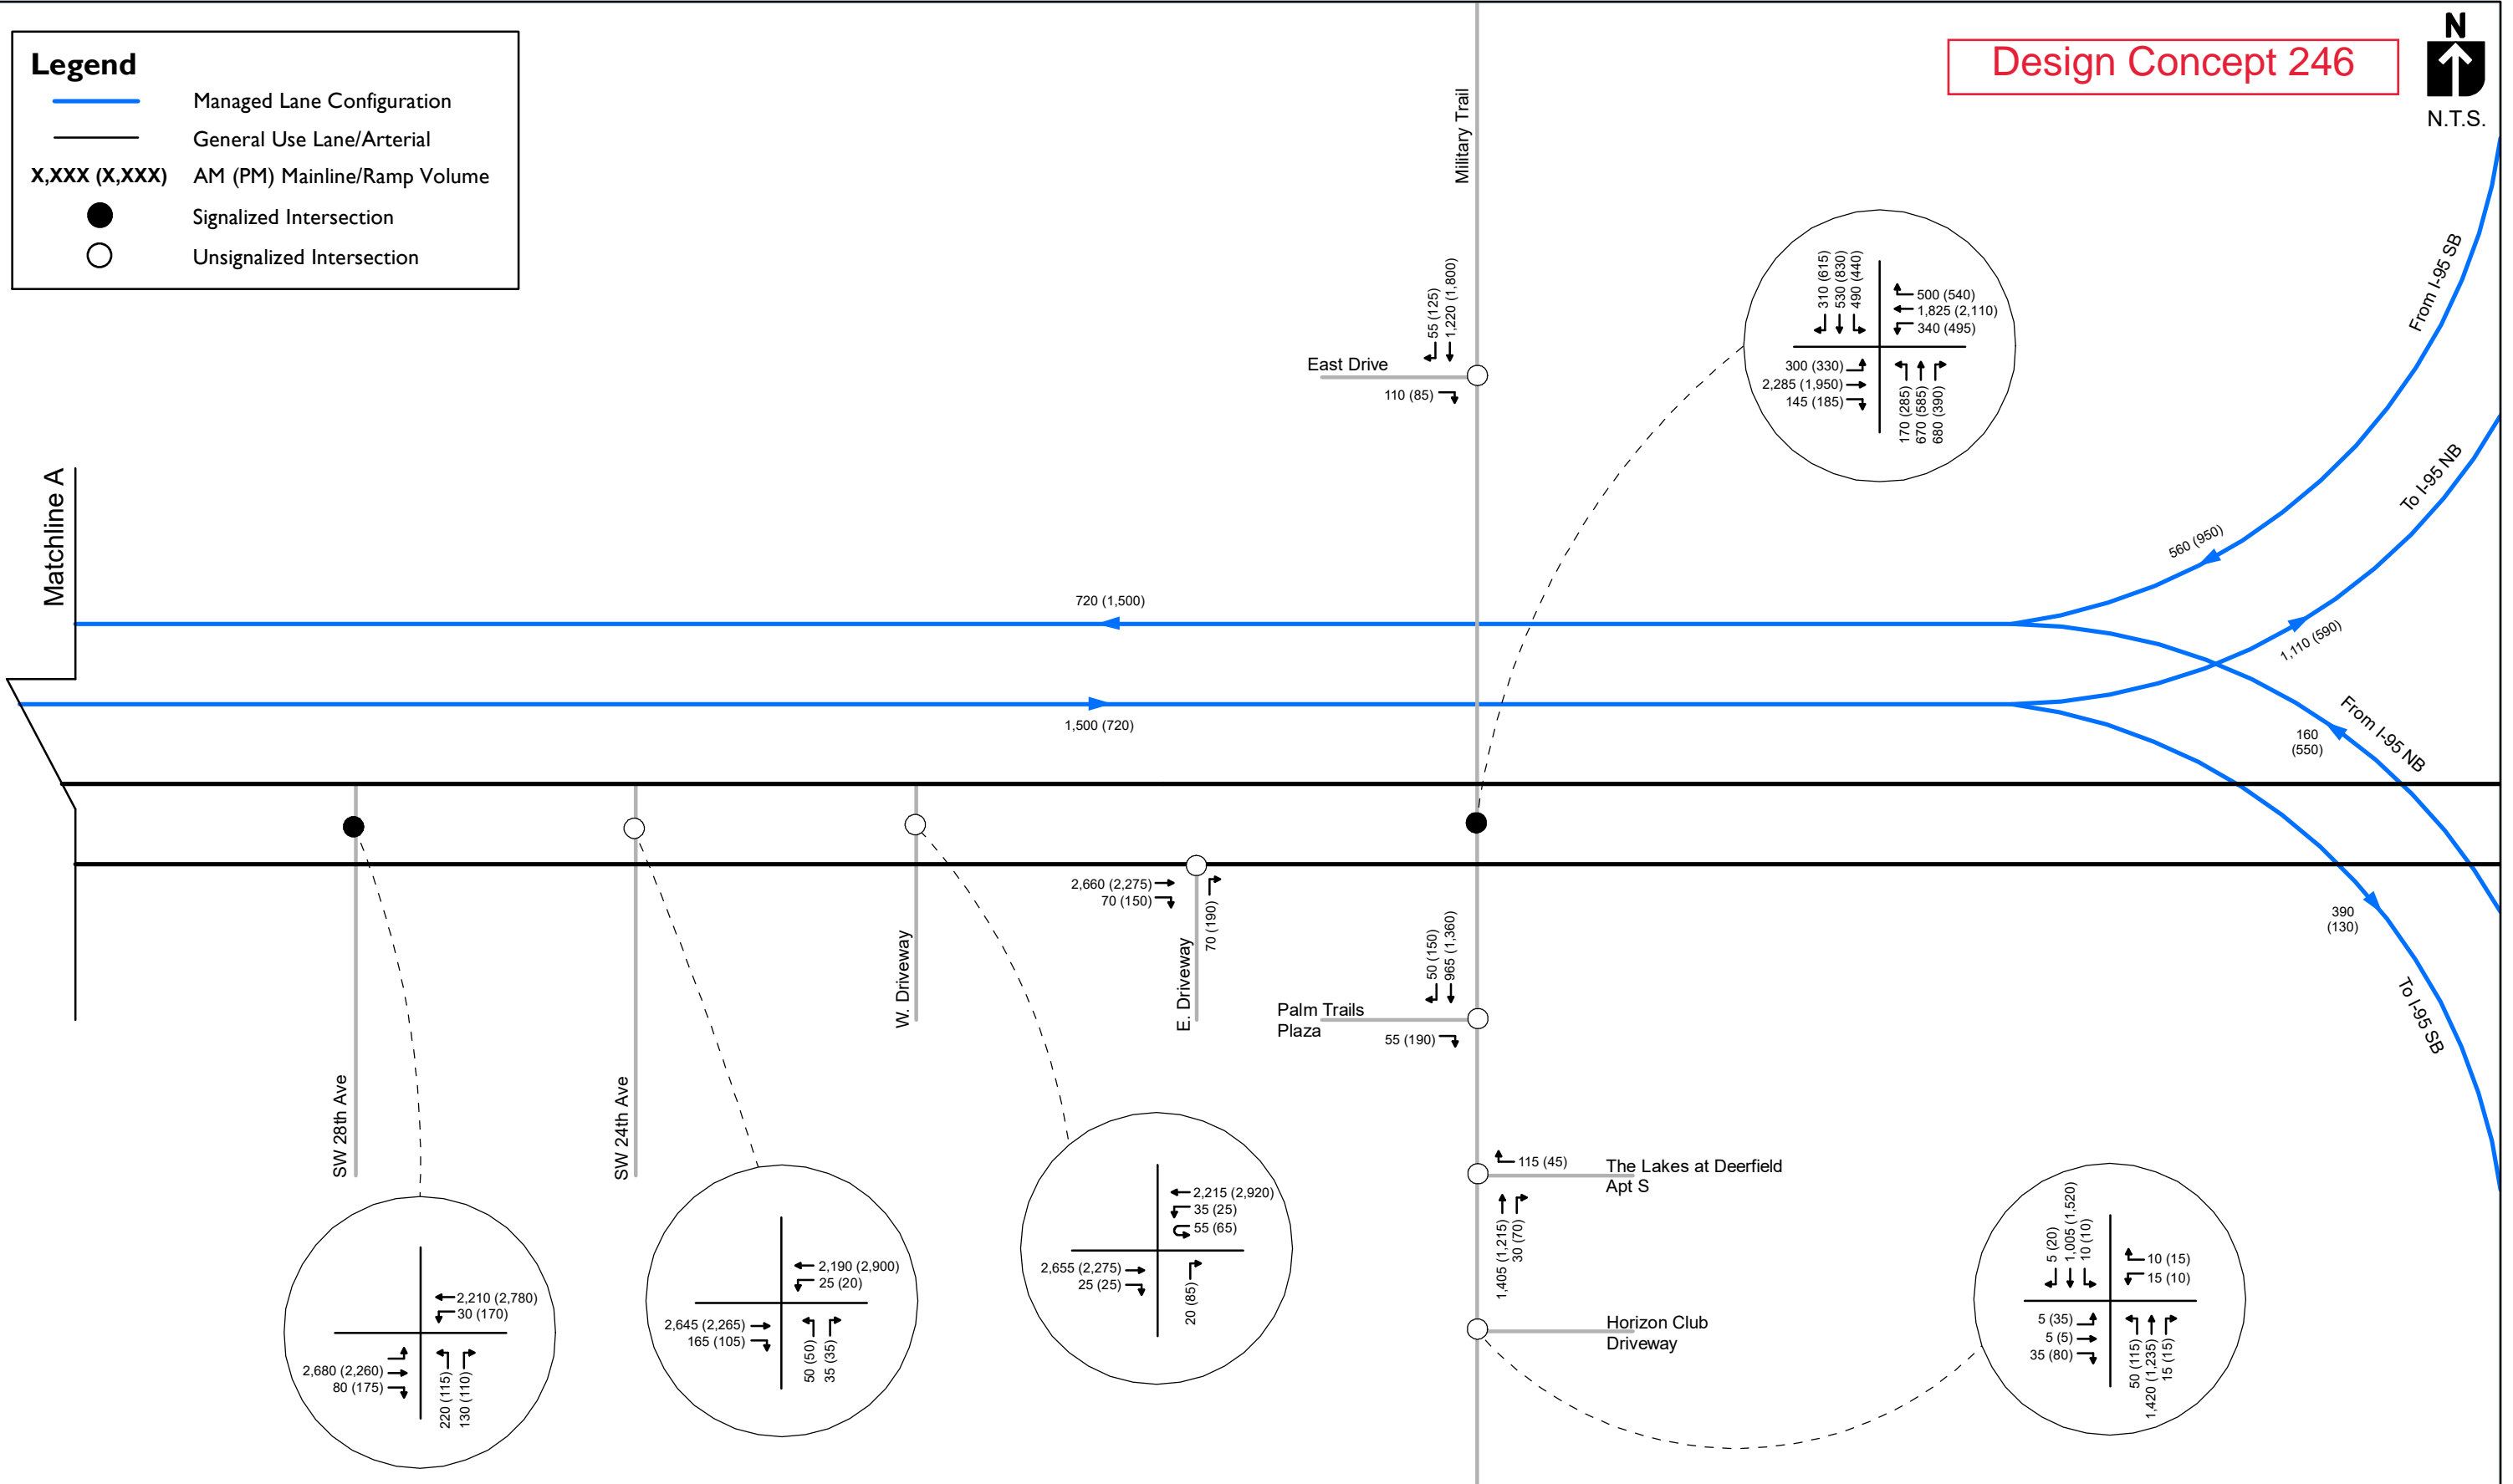 Legend
Managed Lane Configuration
General Use Lane/Arterial
X,XXX (X,XXX) AM (PM) Mainline/Ramp Volume
Signalized Intersection
Unsignalized Intersection
Design Concept 246
N
N.T.S.
Military Trail
From I-95 SB
310 (615)
530 (830)
490 (440)
500 (540)
1,825 (2,110)
340 (495)
300 (330)
2,285 (1,950)
145 (185)
170 (285)
670 (585)
680 (390)
55 (125)
1,220 (1,800)
East Drive
110 (85)
To I-95 NB
Matchline A
560 (950)
720 (1,500)
1,110 (590)
1,500 (720)
From I-95 NB
160
(550)
2,660 (2,275)
70 (150)
70 (190)
390
(130)
W. Driveway
E. Driveway
50 (150)
965 (1,360)
Palm Trails
Plaza
55 (190)
To I-95 SB
SW 28th Ave
SW 24th Ave
115 (45)
The Lakes at Deerfield
Apt S
1,405 (1,215)
30 (70)
Horizon Club
Driveway
2,210 (2,780)
30 (170)
2,680 (2,260)
80 (175)
220 (115)
130 (110)
2,190 (2,900)
25 (20)
2,645 (2,265)
165 (105)
50 (50)
35 (35)
2,215 (2,920)
35 (25)
55 (65)
2,655 (2,275)
25 (25)
20 (85)
5 (20)
1,005 (1,520)
10 (10)
10 (15)
15 (10)
5 (35)
5 (5)
35 (80)
50 (115)
1,420 (1,235)
15 (15)